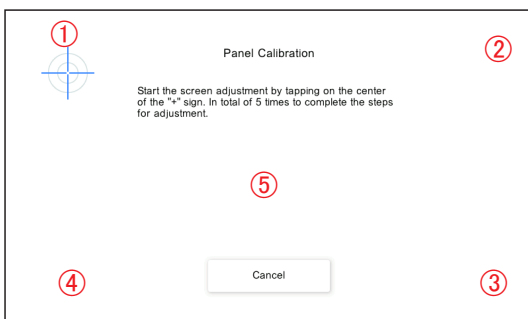 ①
②
Panel Calibration
Start the screen adjustment by tapping on the center
of the "+" sign. In total of 5 times to complete the steps
for adjustment.
⑤
④
Cancel
③